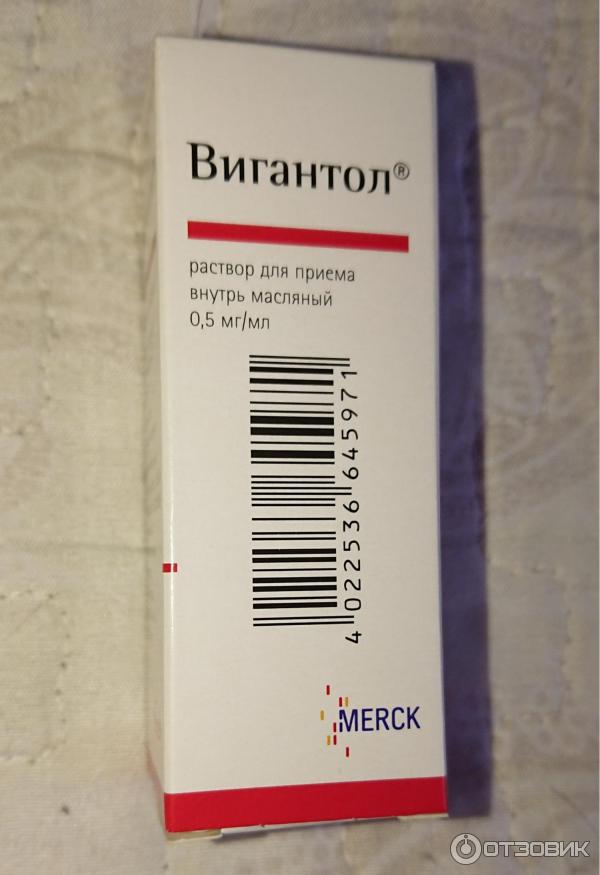 Вигантол®
раствор для приема
внутрь масляный
0,5 мг/мл
4 022536 645971
MERCK
ОТЗОВИК